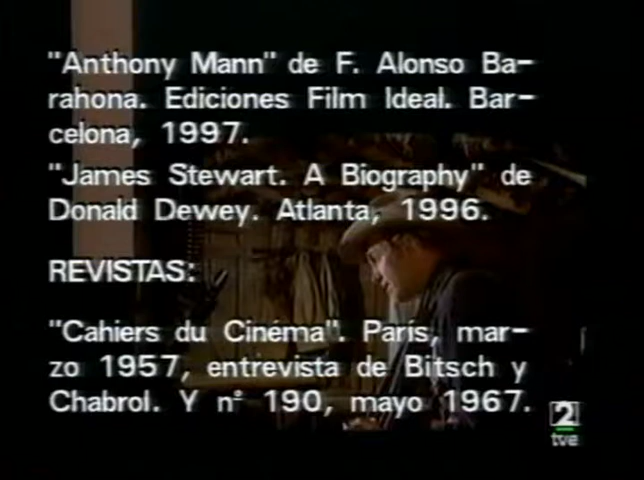 "Anthony Mann" de F. Alonso Ba-
rahona. Ediciones Film Ideal. Bar-
celona, 1997.
"James Stewart. A Biography" de
Donald Dewey. Atlanta, 1996.
REVISTAS:
"Cahiers du Cinéma". París, mar-
zo 1957, entrevista de Bitsch y
Chabrol. Y nº 190, mayo 1967.
2
tve